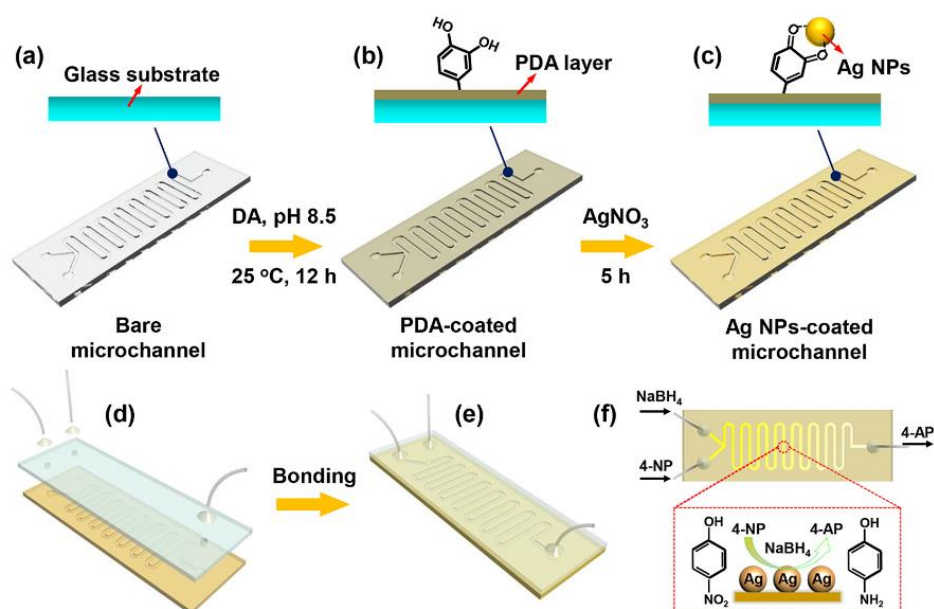 (a)
Glass substrate
(b)
HO
OH
PDA layer
(c)
O
O
Ag NPs
DA, pH 8.5
25 °C, 12 h
AgNO₃
5 h
Bare
microchannel
PDA-coated
microchannel
Ag NPs-coated
microchannel
(d)
Bonding
(e)
(f)
NaBH₄
4-NP
4-AP
OH
NO₂
4-NP
4-AP
NaBH₄
Ag
Ag
Ag
OH
NH₂